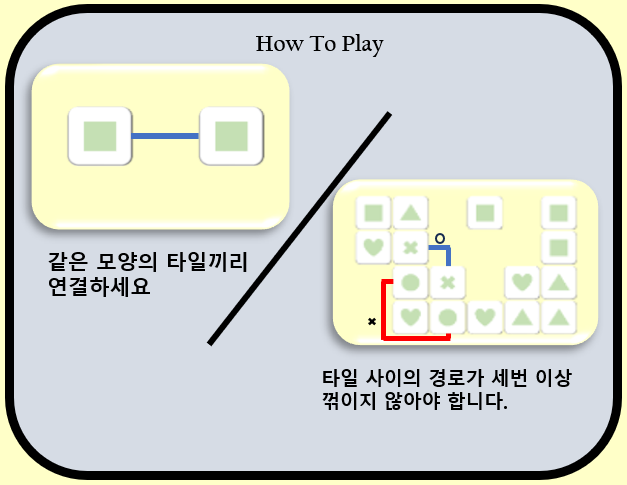 How To Play
같은 모양의 타일끼리
연결하세요
O
×
타일 사이의 경로가 세번 이상
꺾이지 않아야 합니다.